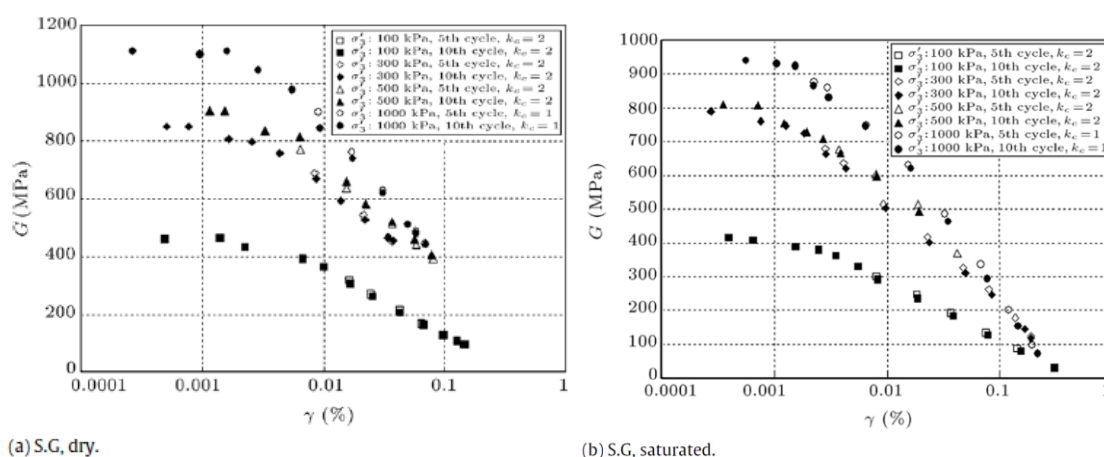 (a)
1200
1000
800
600
400
200
0
G (MPa)
σ′3: 100 kPa, 5th cycle, kc = 2
σ′3: 100 kPa, 10th cycle, kc = 2
σ′3: 300 kPa, 5th cycle, kc = 2
σ′3: 300 kPa, 10th cycle, kc = 2
σ′3: 500 kPa, 5th cycle, kc = 2
σ′3: 500 kPa, 10th cycle, kc = 2
σ′3: 1000 kPa, 5th cycle, kc = 1
σ′3: 1000 kPa, 10th cycle, kc = 1
0.0001 0.001 0.01 0.1 1
γ (%)
(a) S.G, dry.
1000
900
800
700
600
500
400
300
200
100
0
G (MPa)
σ′3: 100 kPa, 5th cycle, kc = 2
σ′3: 100 kPa, 10th cycle, kc = 2
σ′3: 300 kPa, 5th cycle, kc = 2
σ′3: 300 kPa, 10th cycle, kc = 2
σ′3: 500 kPa, 5th cycle, kc = 2
σ′3: 500 kPa, 10th cycle, kc = 2
σ′3: 1000 kPa, 5th cycle, kc = 1
σ′3: 1000 kPa, 10th cycle, kc = 1
0.0001 0.001 0.01 0.1 1
γ (%)
(b) S.G, saturated.